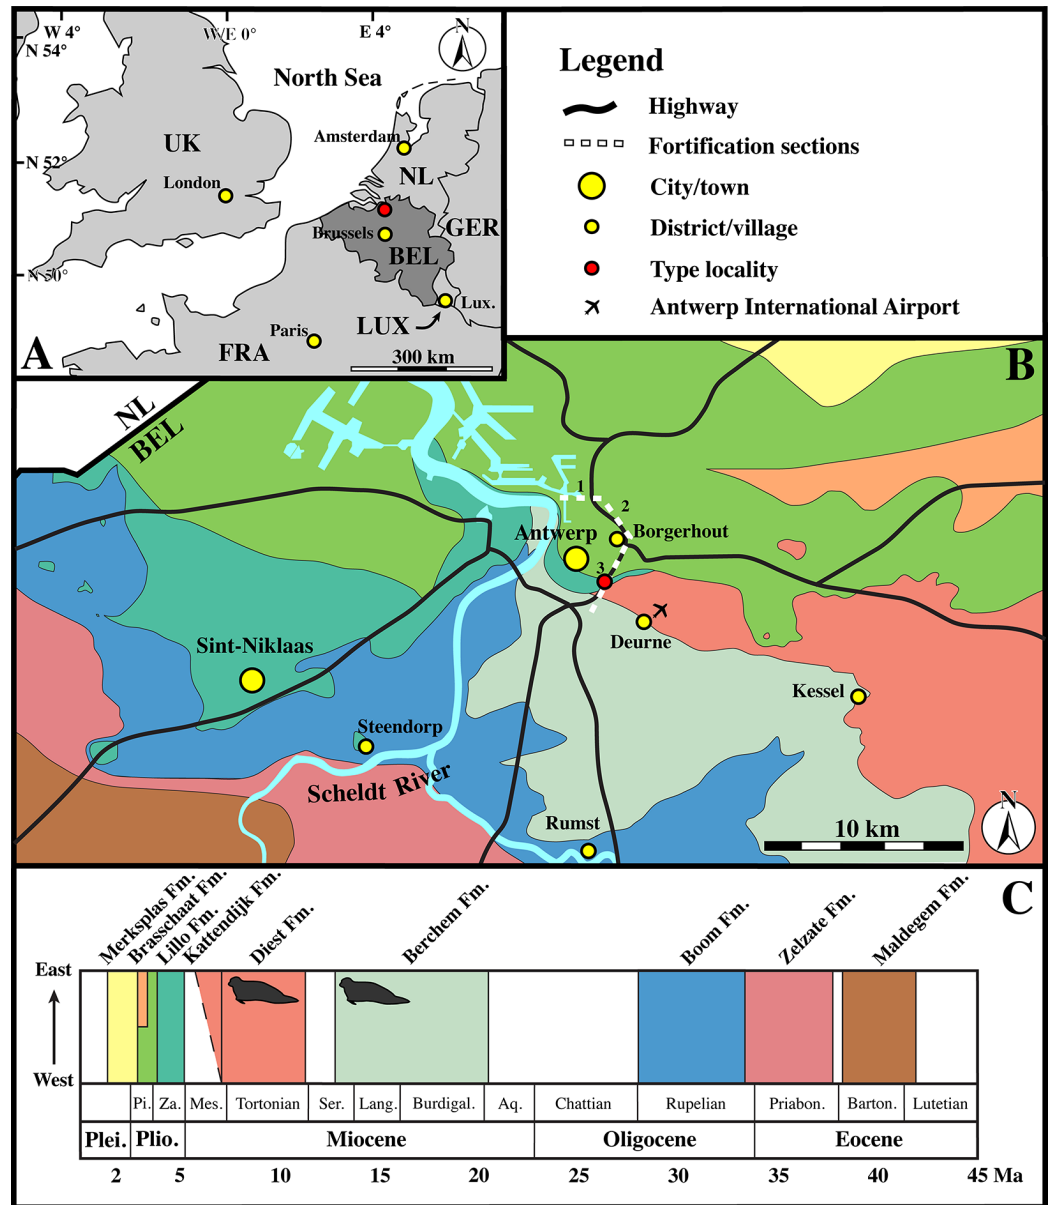 W 4°
W/E 0°
E 4°
N
N 54°
North Sea
UK
Amsterdam
N 52°
NL
London
GER
Brussels
BEL
N 50°
Lux.
LUX
Paris
FRA
A
300 km
Legend
Highway
Fortification sections
City/town
District/village
Type locality
Antwerp International Airport
B
NL
BEL
1
2
Antwerp
Borgerhout
3
Deurne
Sint-Niklaas
Kessel
Steendorp
Scheldt River
N
Rumst
10 km
C
Merksplas Fm.
Brasschaat Fm.
Lillo Fm.
Kattendijk Fm.
Diest Fm.
Berchem Fm.
Boom Fm.
Zelzate Fm.
Maldegem Fm.
East
West
Pi. Za. Mes. Tortonian Ser. Lang. Burdigal. Aq. Chattian Rupelian Priabon. Barton. Lutetian
Plei. Plio. Miocene Oligocene Eocene
2 5 10 15 20 25 30 35 40 45 Ma